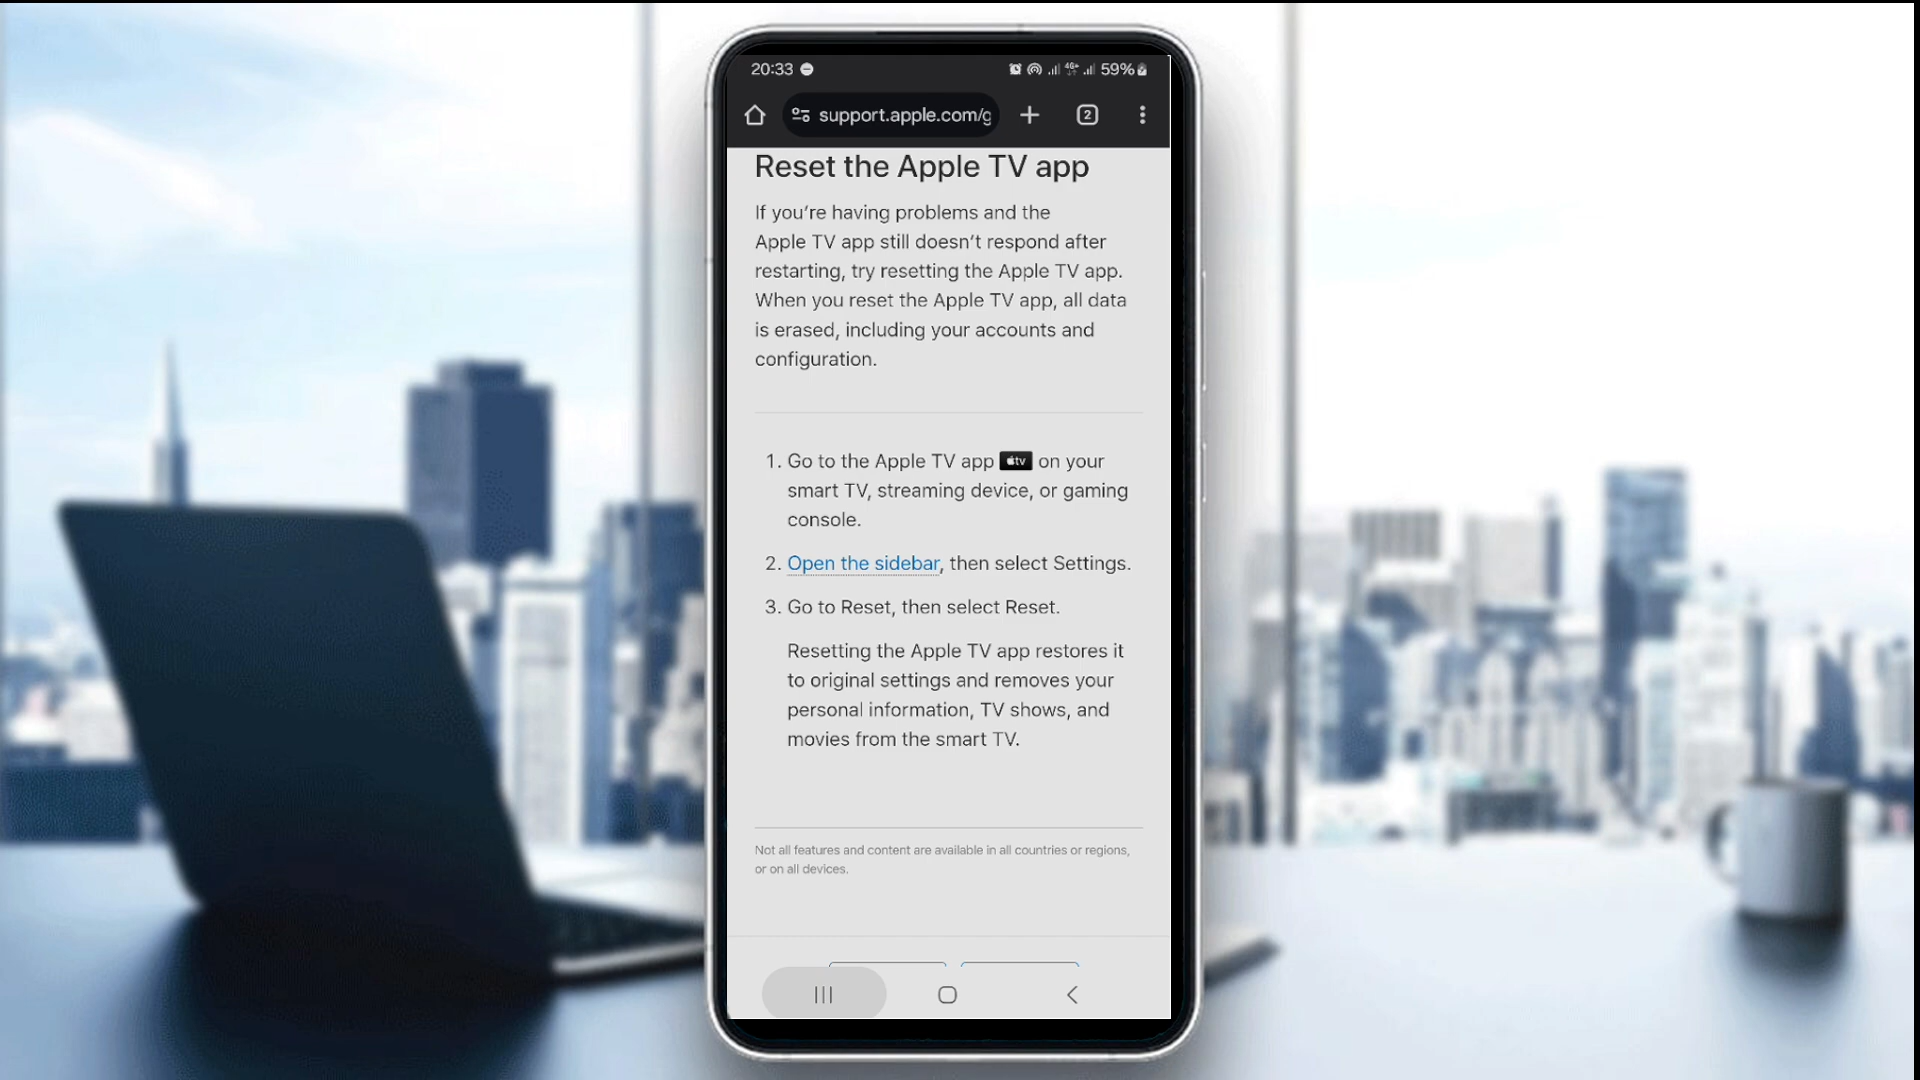 20:33 4G+ 59%
support.apple.com/g 2
Reset the Apple TV app
If you're having problems and the
Apple TV app still doesn't respond after
restarting, try resetting the Apple TV app.
When you reset the Apple TV app, all data
is erased, including your accounts and
configuration.
1. Go to the Apple TV app tv on your
smart TV, streaming device, or gaming
console.
2. Open the sidebar, then select Settings.
3. Go to Reset, then select Reset.
Resetting the Apple TV app restores it
to original settings and removes your
personal information, TV shows, and
movies from the smart TV.
Not all features and content are available in all countries or regions,
or on all devices.